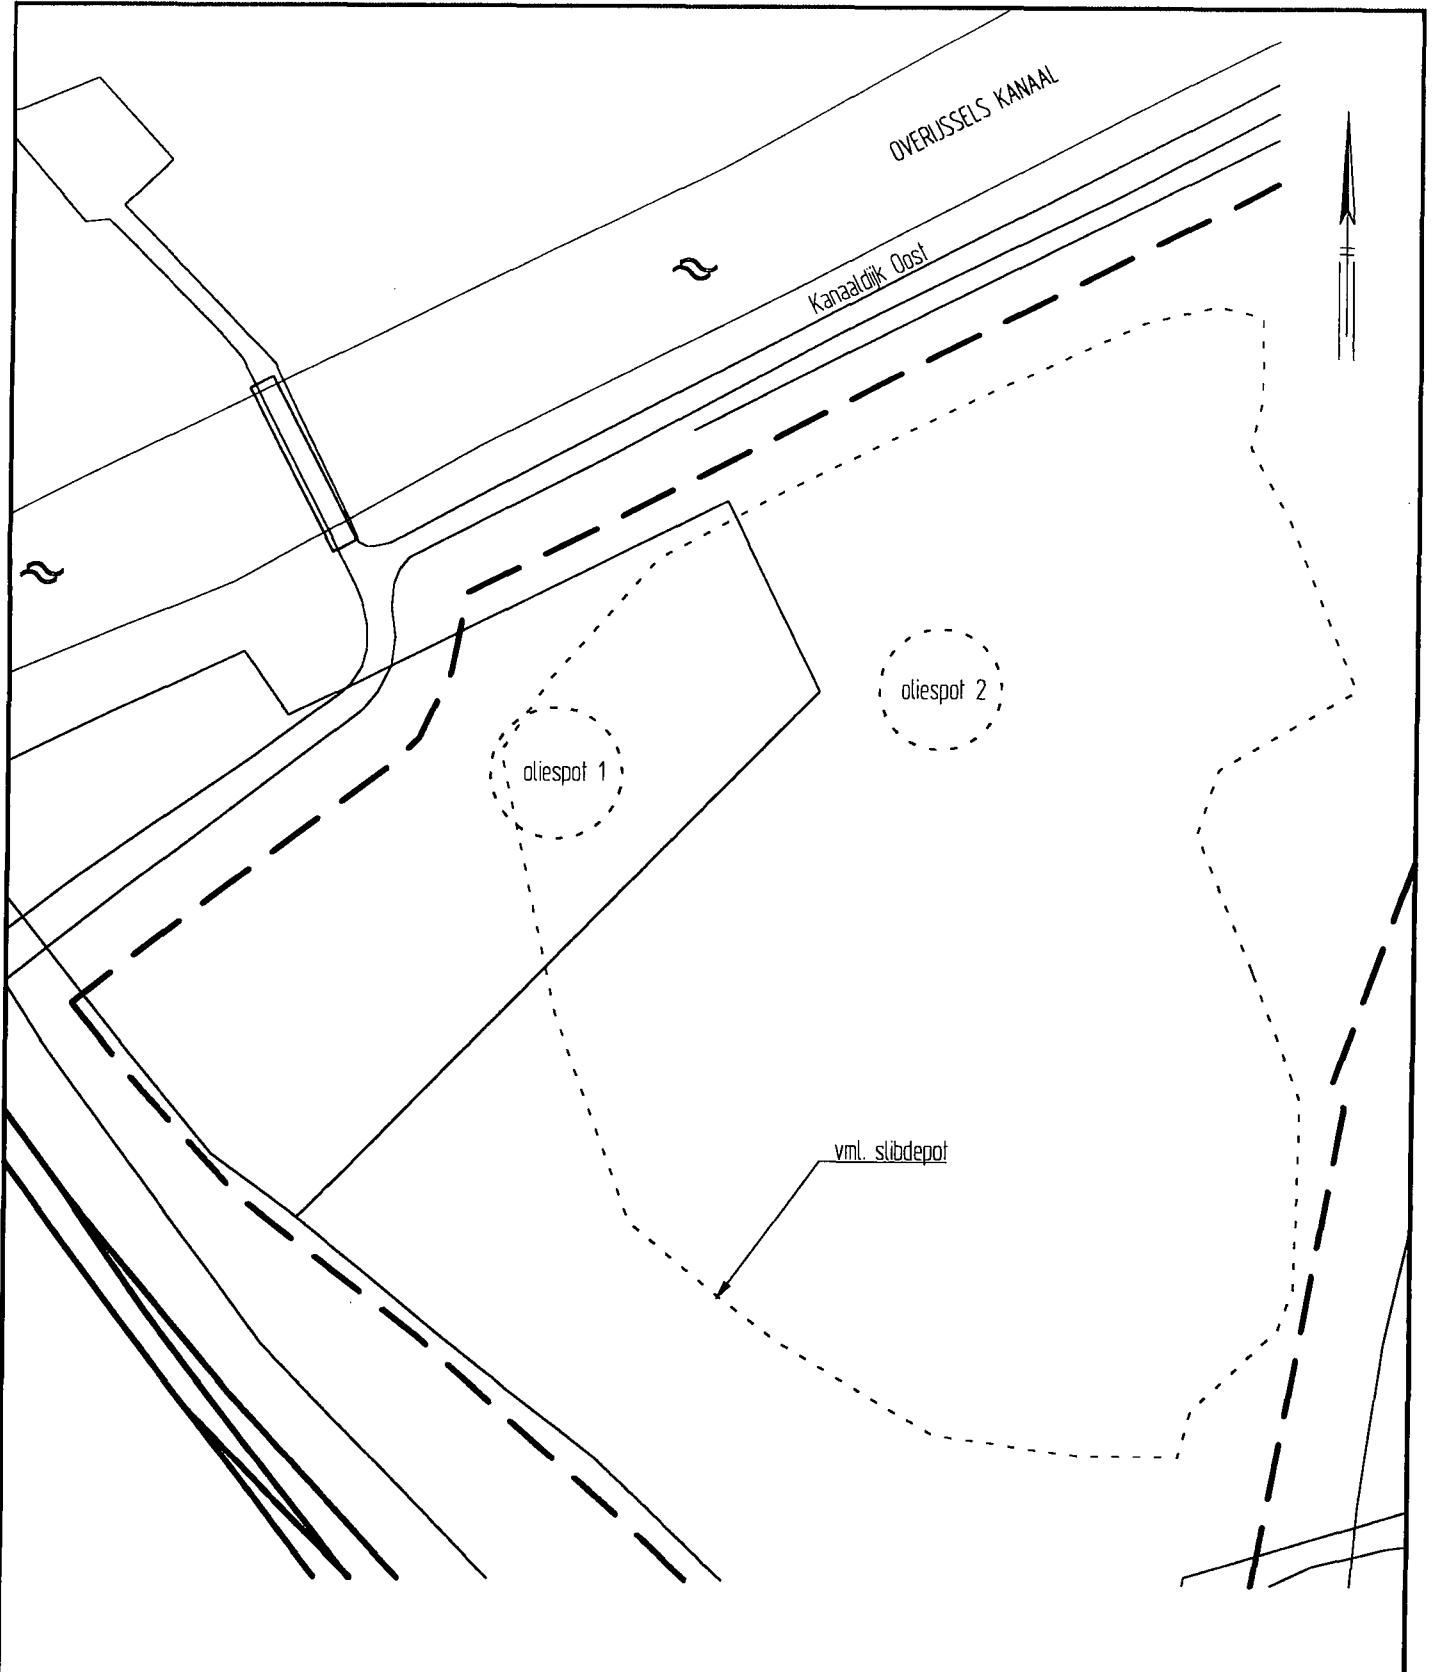 OVERIJSSELS KANAAL
Kanaaldijk Oost
oliespot 2
oliespot 1
vml. slibdepot